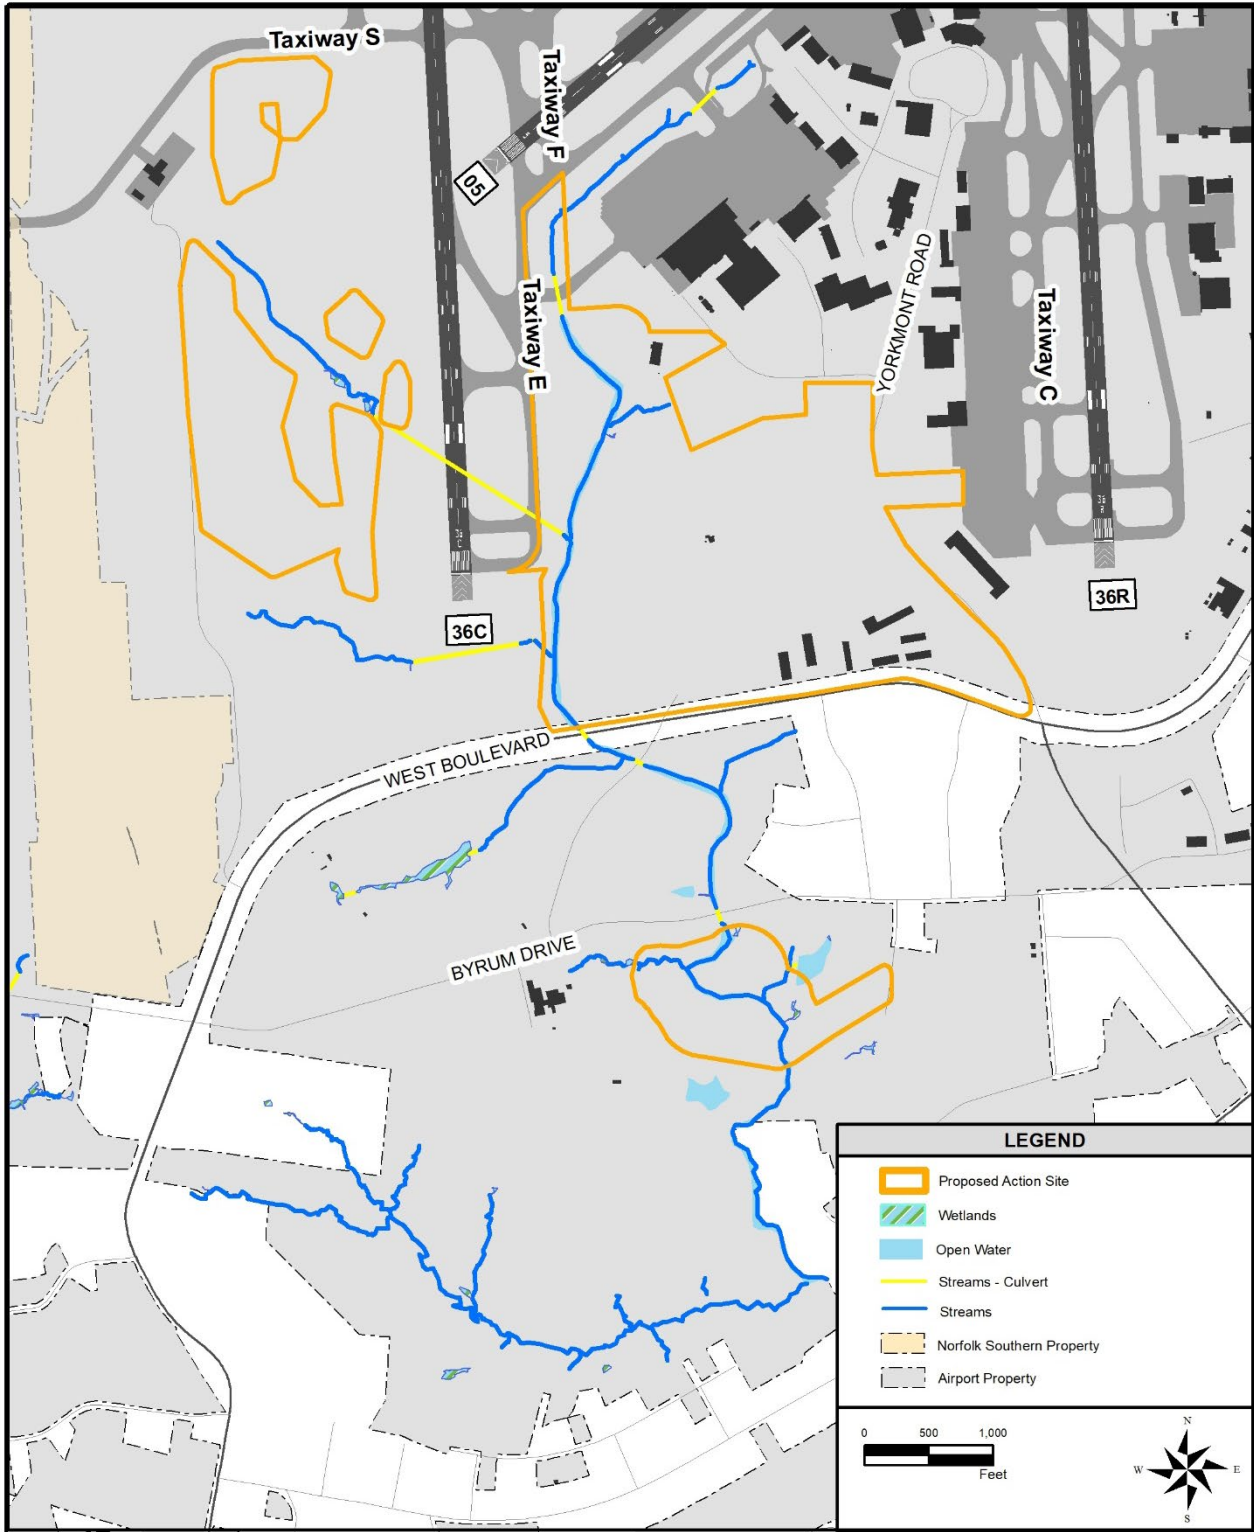 Taxiway S
Taxiway F
05
Taxiway E
YORKMONT ROAD
Taxiway C
36R
36C
WEST BOULEVARD
BYRUM DRIVE
LEGEND
Proposed Action Site
Wetlands
Open Water
Streams - Culvert
Streams
Norfolk Southern Property
Airport Property
0 500 1,000
Feet
N
W E
S